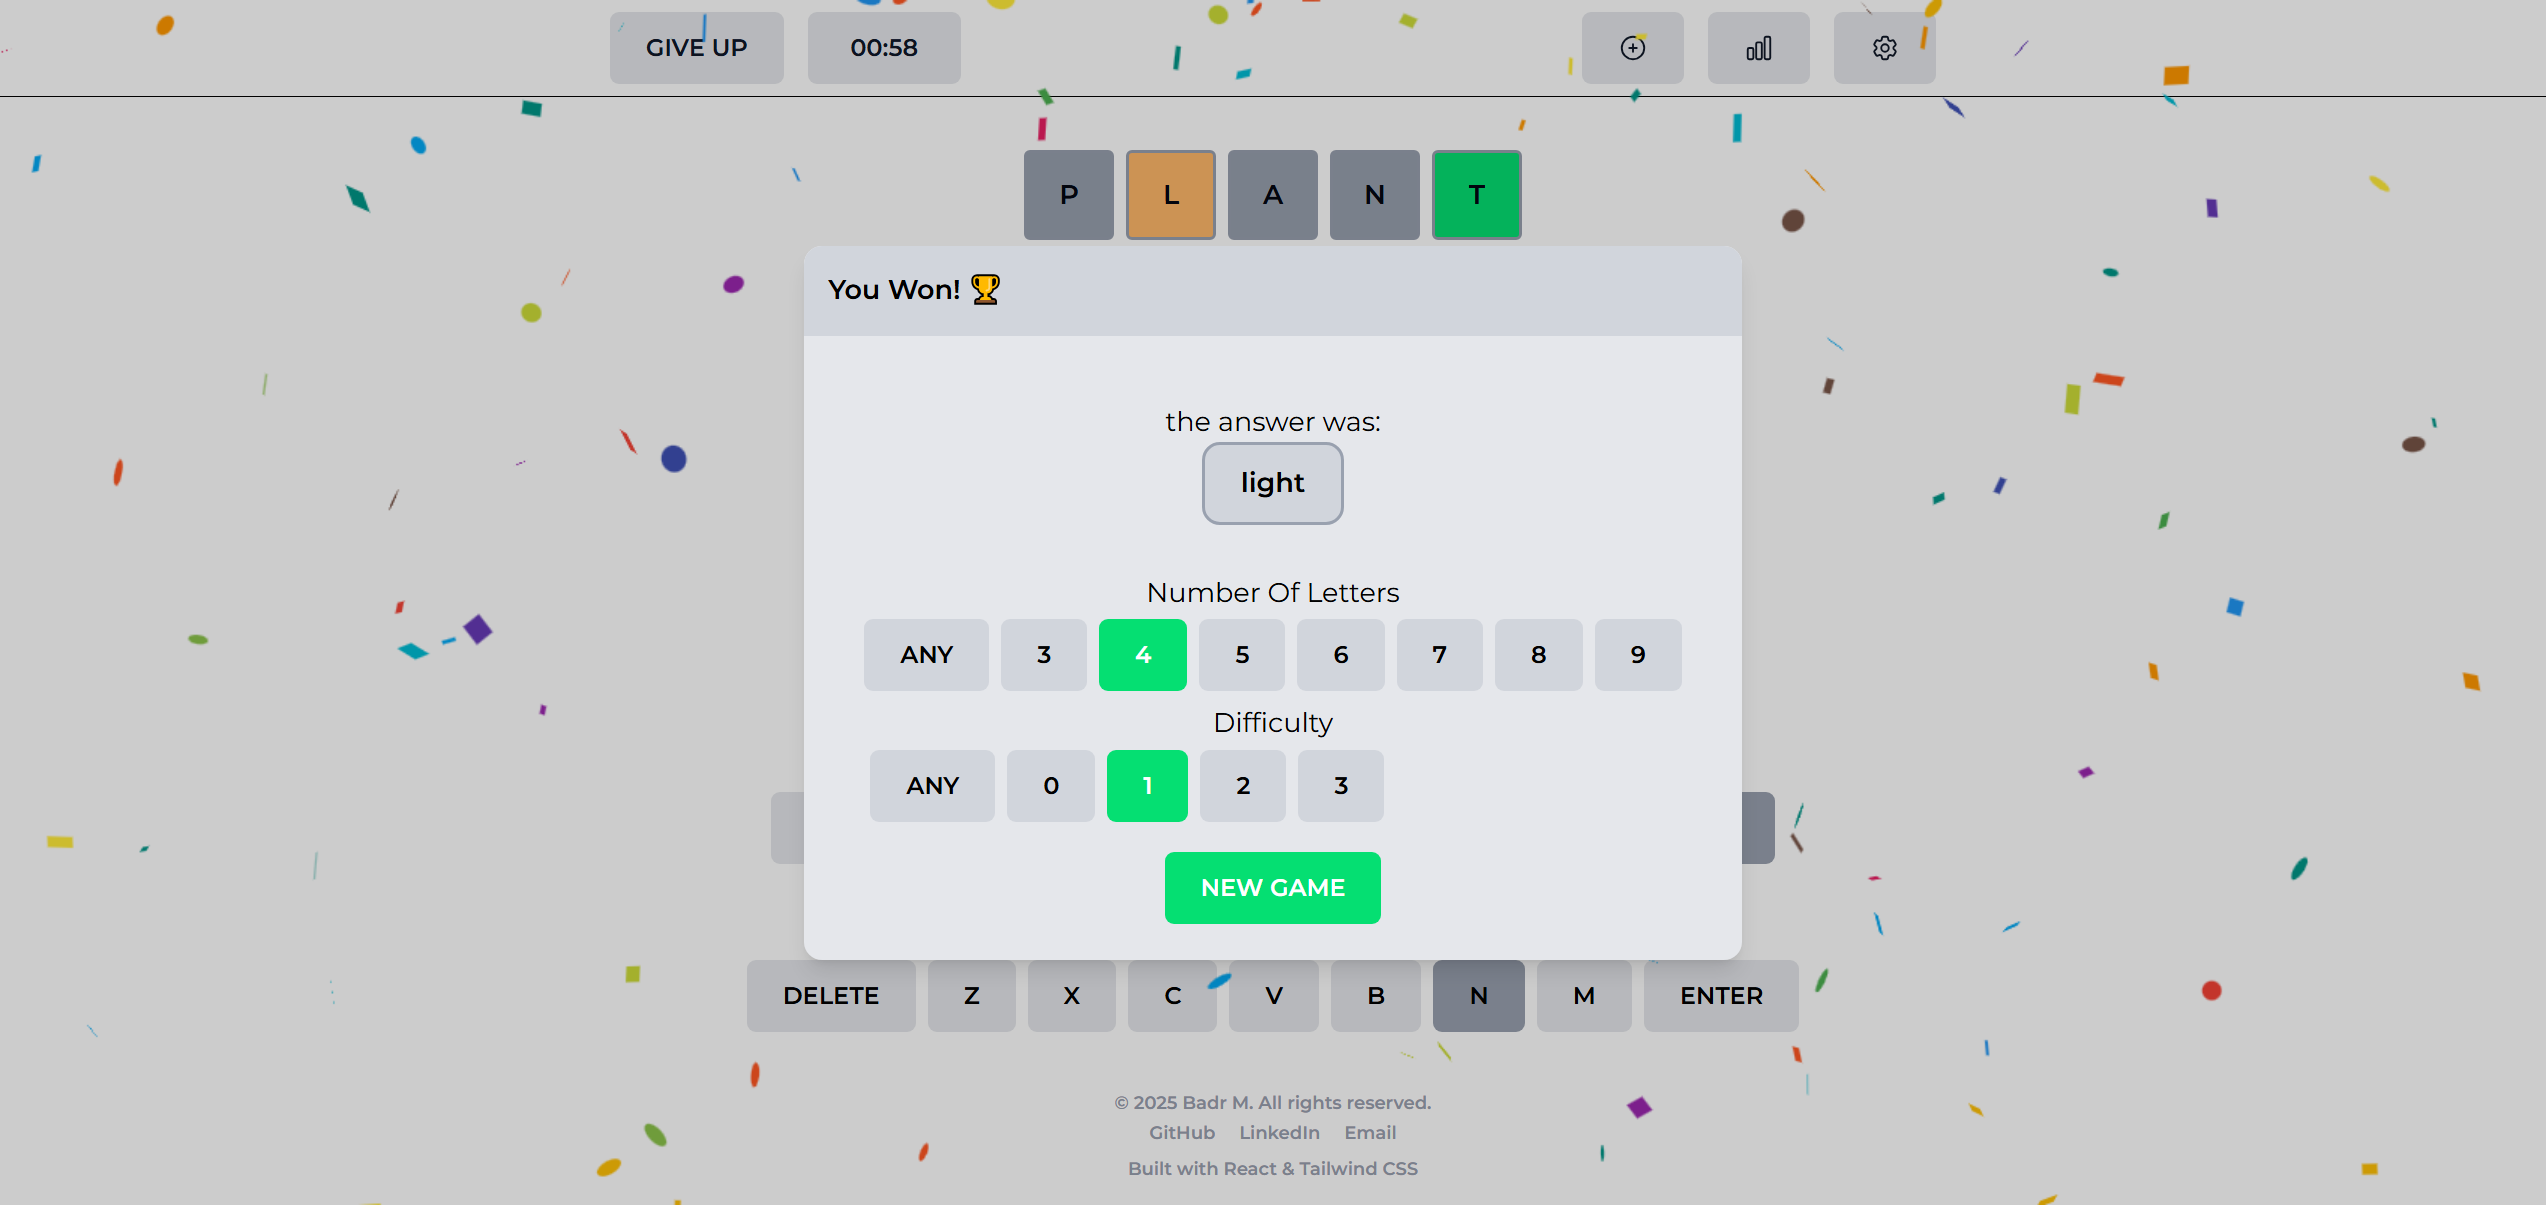 GIVE UP 00:58
P L A N T
You Won! 🏆
the answer was:
light
Number Of Letters
ANY 3 4 5 6 7 8 9
Difficulty
ANY 0 1 2 3
NEW GAME
DELETE Z X C V B N M ENTER
© 2025 Badr M. All rights reserved.
GitHub LinkedIn Email
Built with React & Tailwind CSS